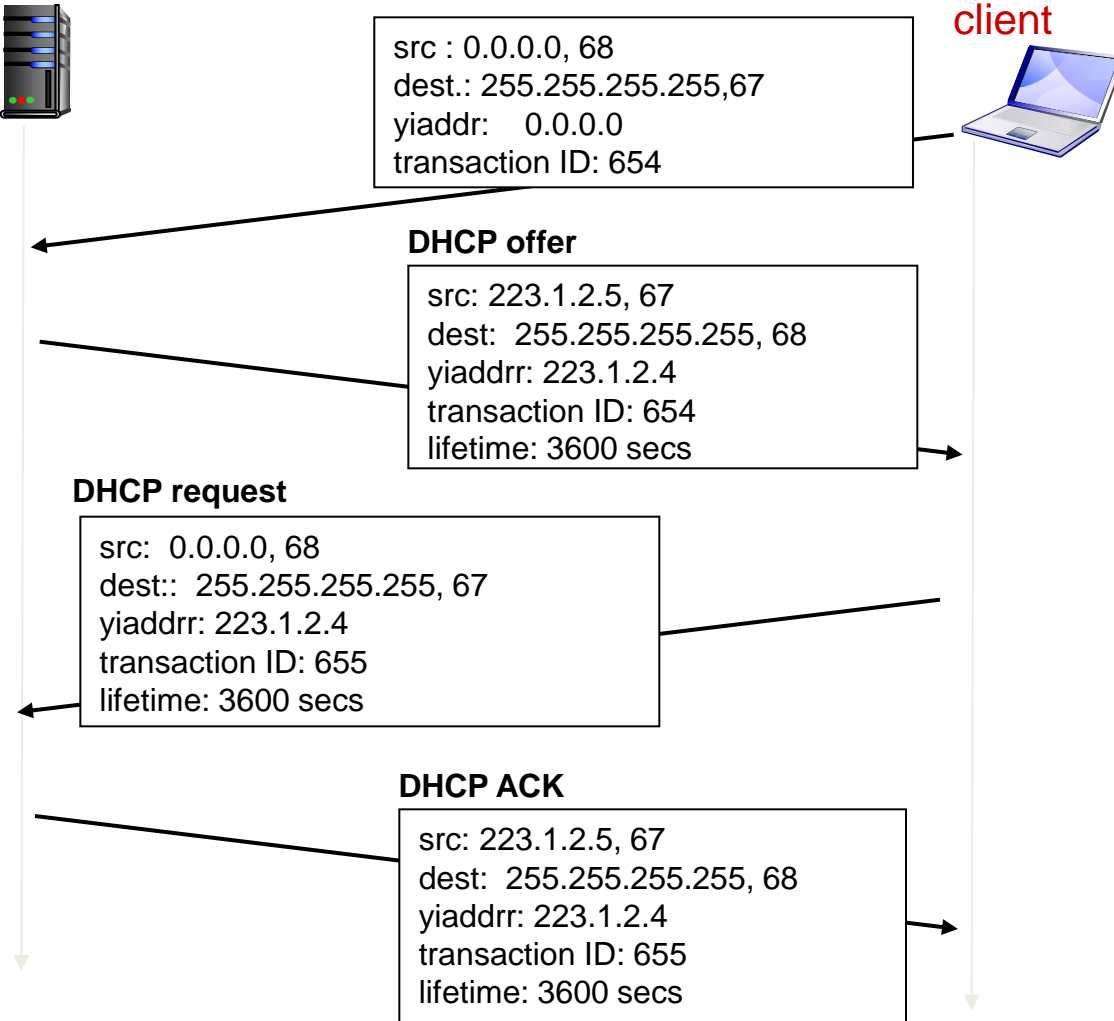 client
src : 0.0.0.0, 68
dest.: 255.255.255.255,67
yiaddr: 0.0.0.0
transaction ID: 654
DHCP offer
src: 223.1.2.5, 67
dest: 255.255.255.255, 68
yiaddrr: 223.1.2.4
transaction ID: 654
lifetime: 3600 secs
DHCP request
src: 0.0.0.0, 68
dest:: 255.255.255.255, 67
yiaddrr: 223.1.2.4
transaction ID: 655
lifetime: 3600 secs
DHCP ACK
src: 223.1.2.5, 67
dest: 255.255.255.255, 68
yiaddrr: 223.1.2.4
transaction ID: 655
lifetime: 3600 secs